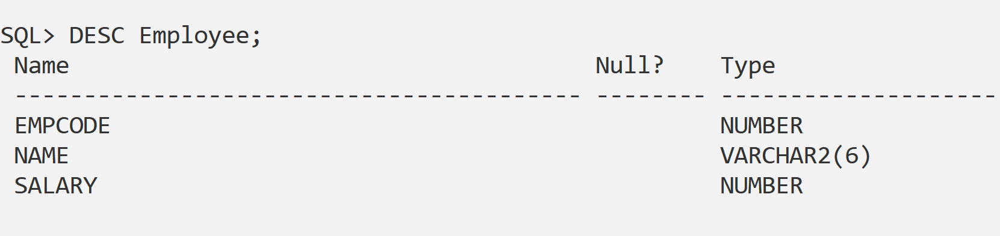 SQL> DESC Employee;
 Name                                      Null?    Type
 ----------------------------------------- -------- --------------------
 EMPCODE                                            NUMBER
 NAME                                               VARCHAR2(6)
 SALARY                                             NUMBER